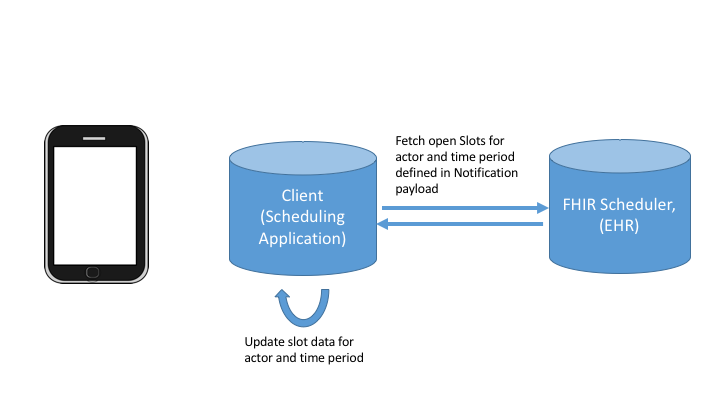 Fetch open Slots for
actor and time period
defined in Notification
payload
Client
(Scheduling
Application)
FHIR Scheduler,
(EHR)
Update slot data for
actor and time period